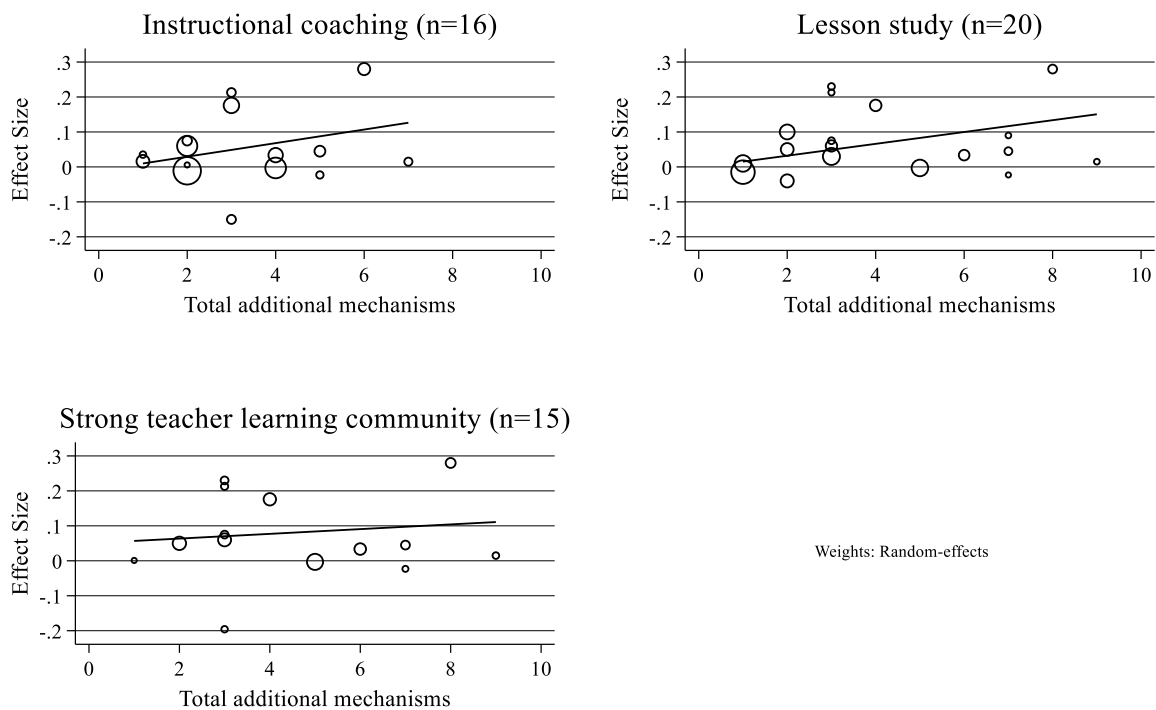 Instructional coaching (n=16)
.3
.2
.1
0
-.1
-.2
Effect Size
0 2 4 6 8 10
Total additional mechanisms
Lesson study (n=20)
.3
.2
.1
0
-.1
-.2
Effect Size
0 2 4 6 8 10
Total additional mechanisms
Strong teacher learning community (n=15)
.3
.2
.1
0
-.1
-.2
Effect Size
0 2 4 6 8 10
Total additional mechanisms
Weights: Random-effects